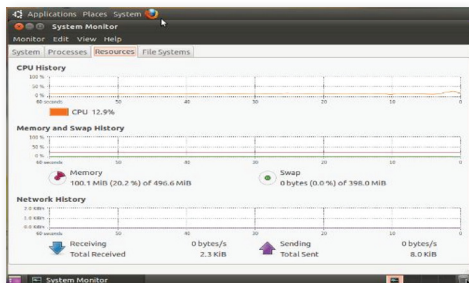 Applications Places System
System Monitor
Monitor Edit View Help
System Processes Resources File Systems
CPU History
100 %
50 %
0 %
60 seconds 50 40 30 20 10 0
CPU 12.9%
Memory and Swap History
100 %
50 %
0 %
60 seconds 50 40 30 20 10 0
Memory Swap
100.1 MiB (20.2 %) of 496.6 MiB 0 bytes (0.0 %) of 398.0 MiB
Network History
60 seconds 50 40 30 20 10 0
Receiving 0 bytes/s Sending 0 bytes/s
Total Received 2.3 KiB Total Sent 8.0 KiB
System Monitor